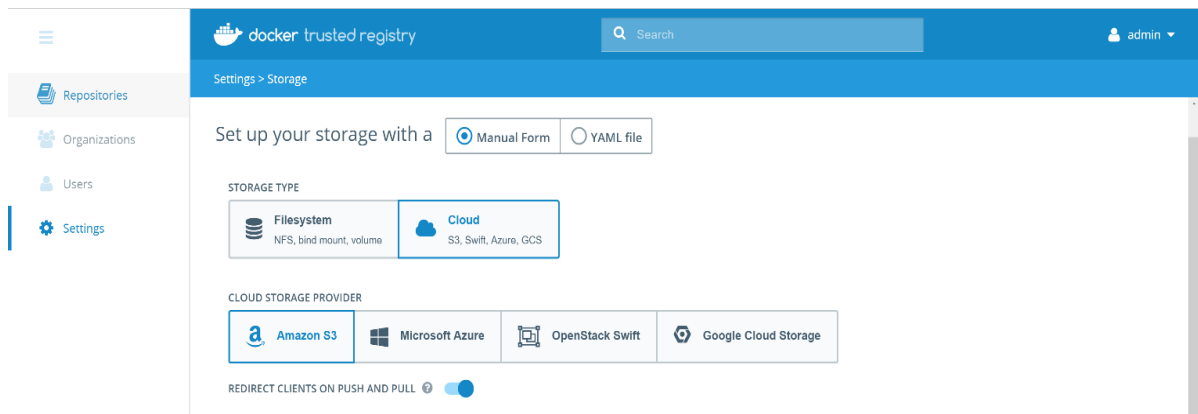 docker trusted registry
Search
admin
Settings > Storage
Repositories
Organizations
Users
Settings
Set up your storage with a
Manual Form
YAML file
STORAGE TYPE
Filesystem
NFS, bind mount, volume
Cloud
S3, Swift, Azure, GCS
CLOUD STORAGE PROVIDER
Amazon S3
Microsoft Azure
OpenStack Swift
Google Cloud Storage
REDIRECT CLIENTS ON PUSH AND PULL ?